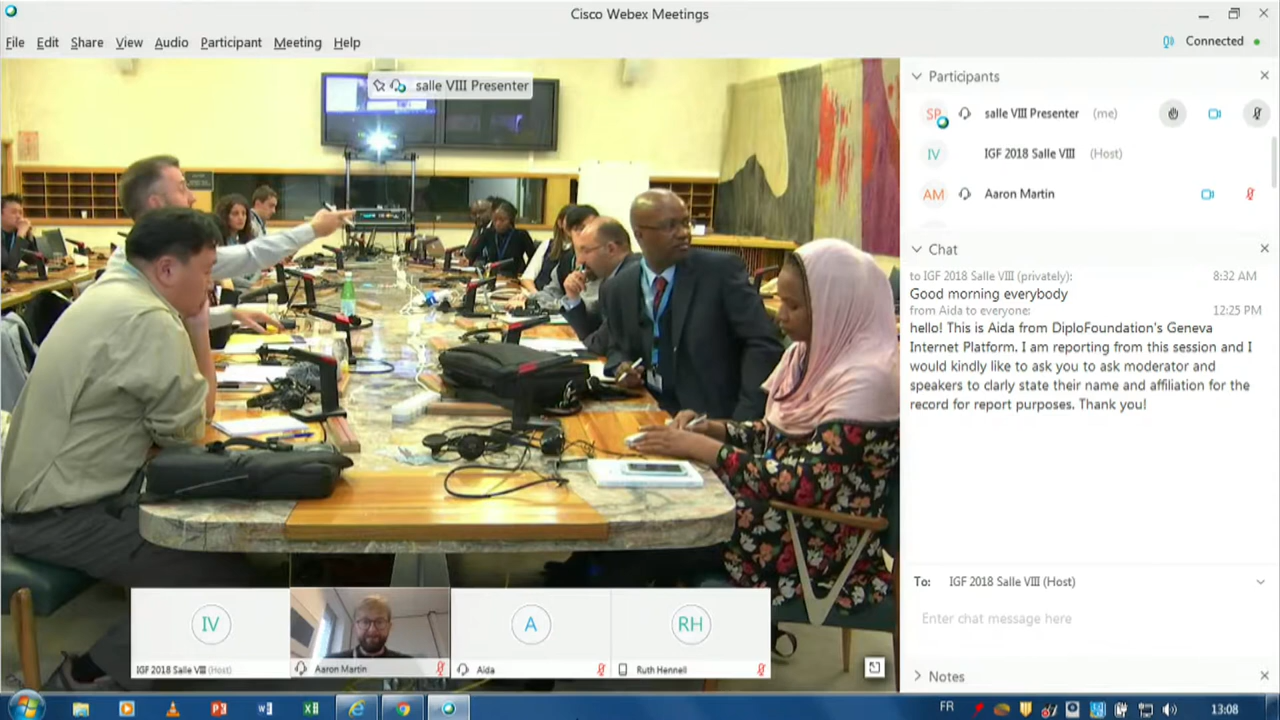 Cisco Webex Meetings
File Edit Share View Audio Participant Meeting Help
Connected
salle VIII Presenter
Participants
SP salle VIII Presenter (me)
IV IGF 2018 Salle VIII (Host)
AM Aaron Martin
Chat
to IGF 2018 Salle VIII (privately): 8:32 AM
Good morning everybody
from Aida to everyone: 12:25 PM
hello! This is Aida from DiploFoundation's Geneva
Internet Platform. I am reporting from this session and I
would kindly like to ask you to ask moderator and
speakers to clarly state their name and affiliation for the
record for report purposes. Thank you!
To: IGF 2018 Salle VIII (Host)
Enter chat message here
Notes
IV
IGF 2018 Salle VIII (Host)
Aaron Martin
A
Aida
RH
Ruth Hennell
FR
13:08